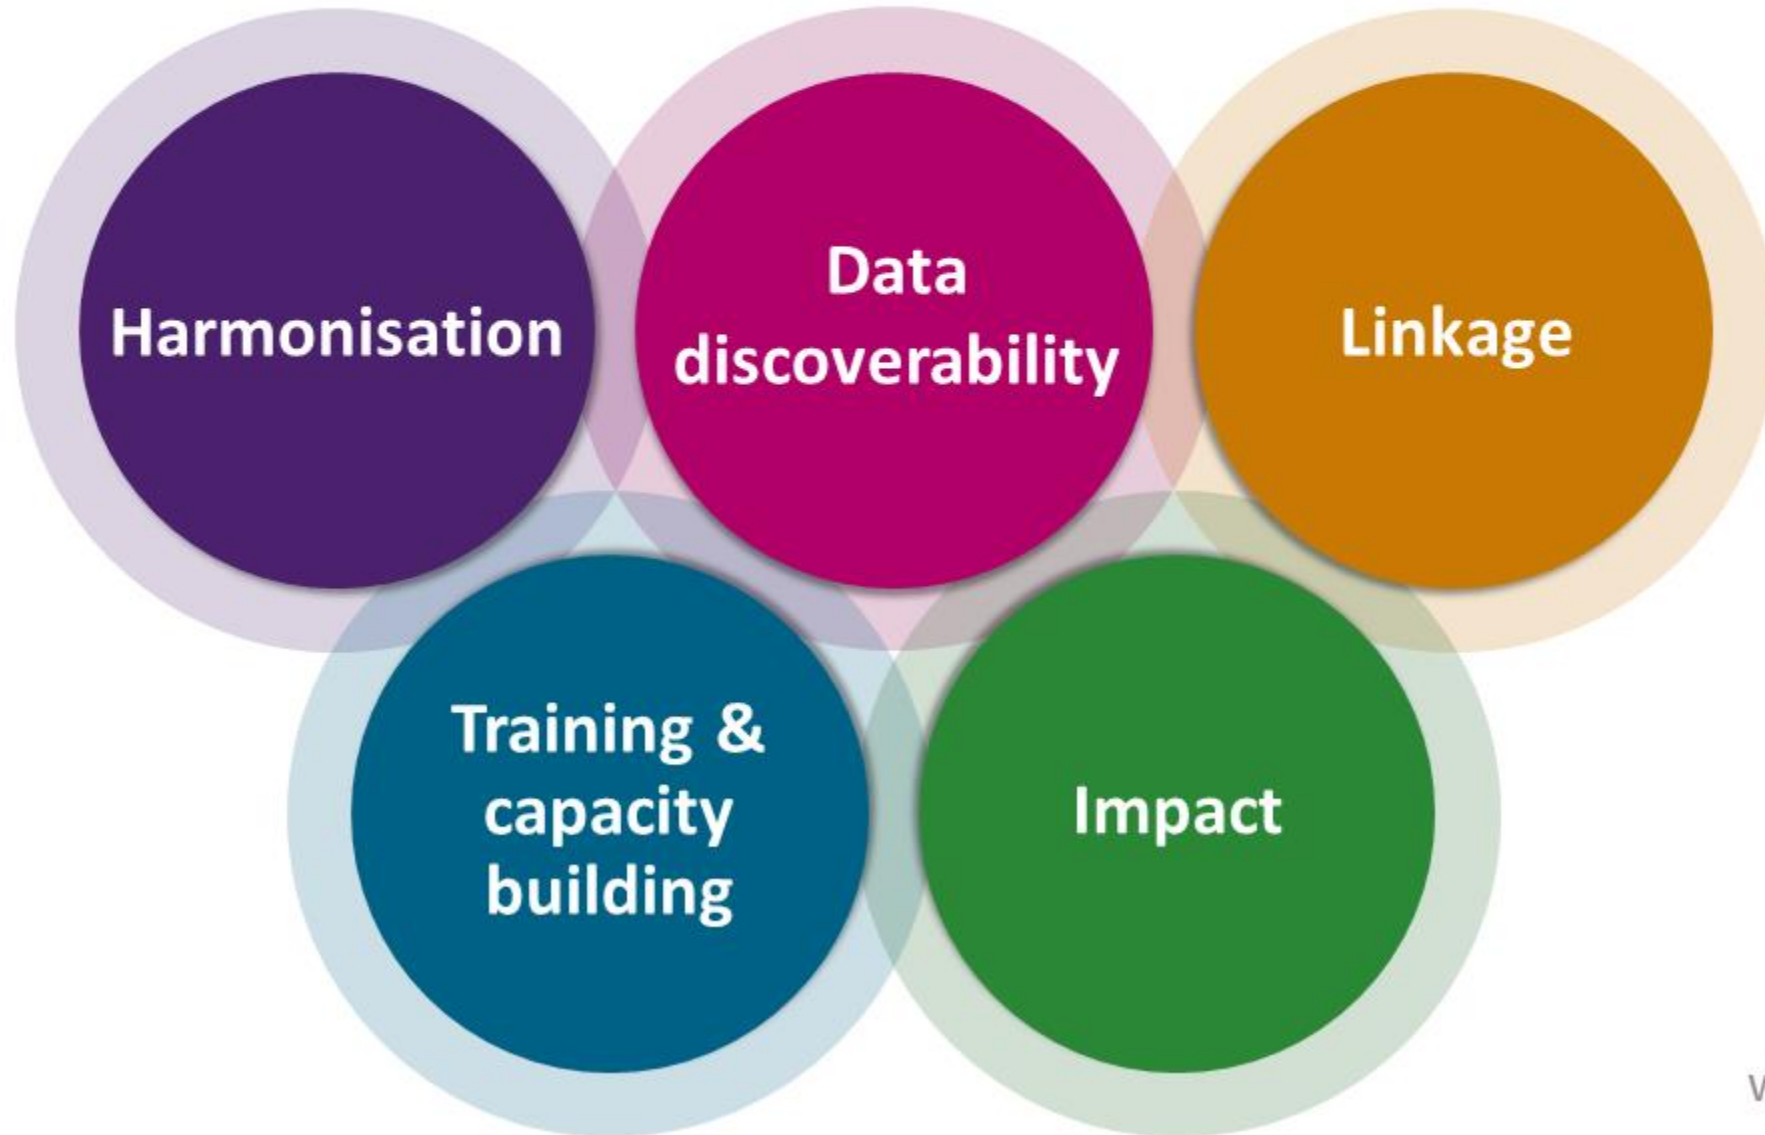 Harmonisation
Data
discoverability
Linkage
Training &
capacity
building
Impact